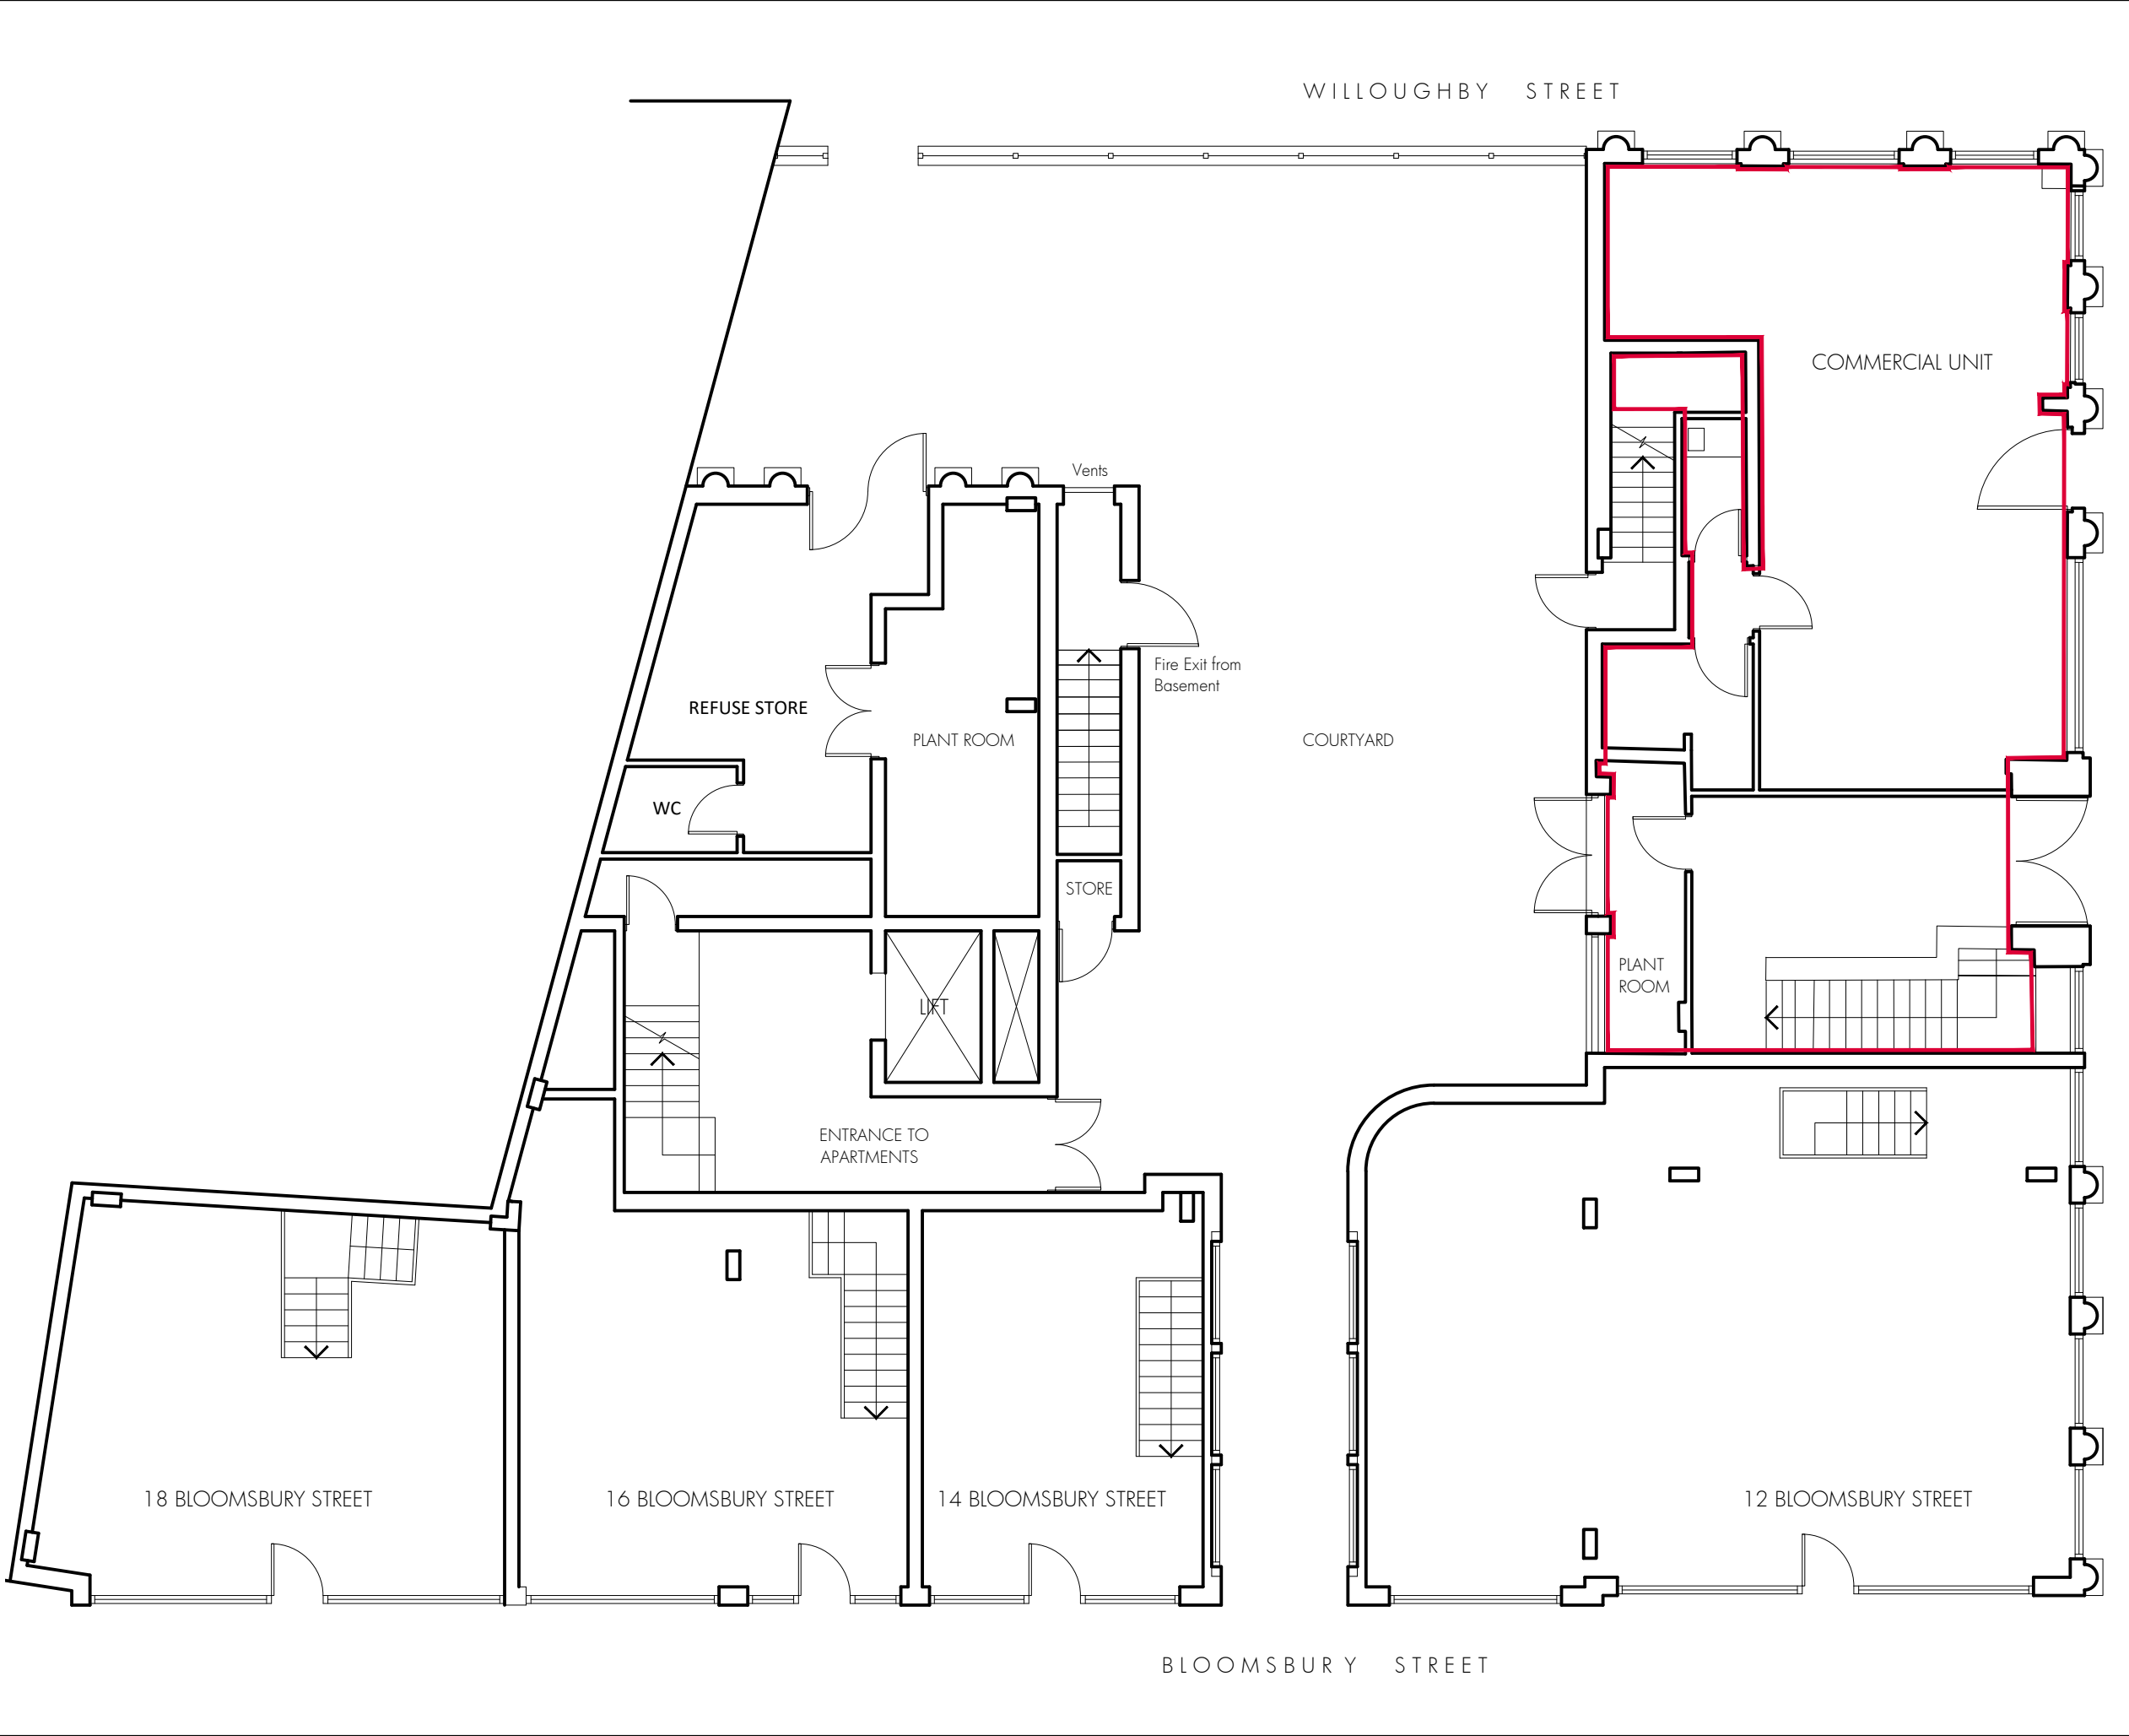 WILLOUGHBY STREET
COMMERCIAL UNIT
Vents
Fire Exit from
Basement
REFUSE STORE
PLANT ROOM
COURTYARD
WC
STORE
PLANT
ROOM
LIFT
ENTRANCE TO
APARTMENTS
18 BLOOMSBURY STREET
16 BLOOMSBURY STREET
14 BLOOMSBURY STREET
12 BLOOMSBURY STREET
BLOOMSBURY STREET